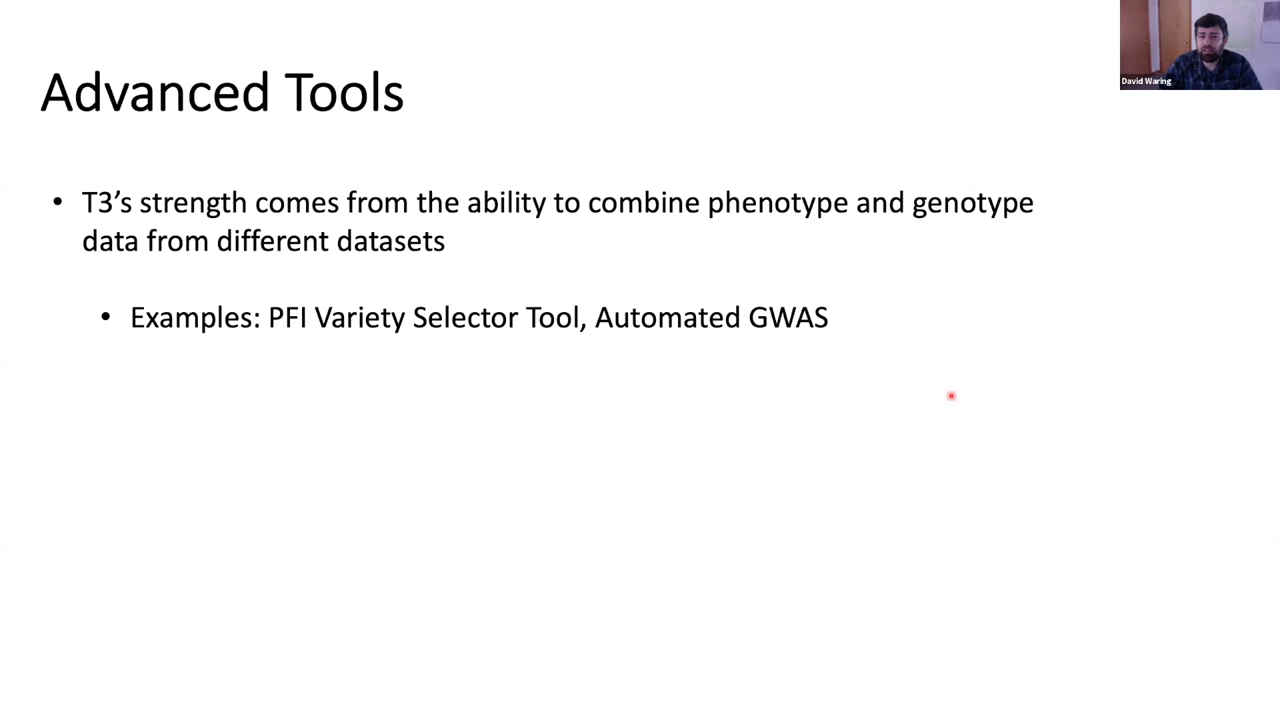 Advanced Tools
David Waring
• T3’s strength comes from the ability to combine phenotype and genotype
data from different datasets
• Examples: PFI Variety Selector Tool, Automated GWAS